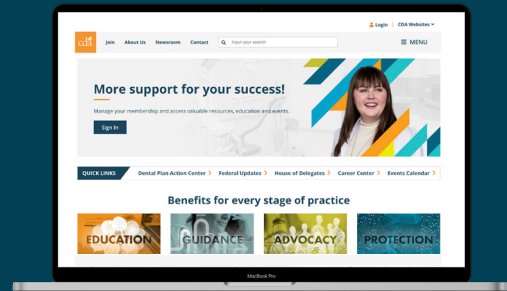 Login CDA Websites
cda Join About Us Newsroom Contact Input your search MENU
More support for your success!
Manage your membership and access valuable resources, education and events.
Sign In
QUICK LINKS Dental Plan Action Center Federal Updates House of Delegates Career Center Events Calendar
Benefits for every stage of practice
EDUCATION GUIDANCE ADVOCACY PROTECTION
MacBook Pro